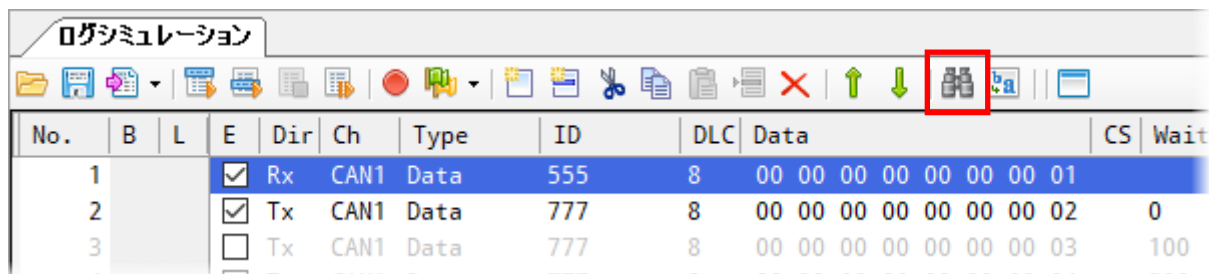 ログシミュレーション
b a
No. B L E Dir Ch Type ID DLC Data CS Wait
1 Rx CAN1 Data 555 8 00 00 00 00 00 00 00 01
2 Tx CAN1 Data 777 8 00 00 00 00 00 00 00 02 0
3 Tx CAN1 Data 777 8 00 00 00 00 00 00 00 03 100